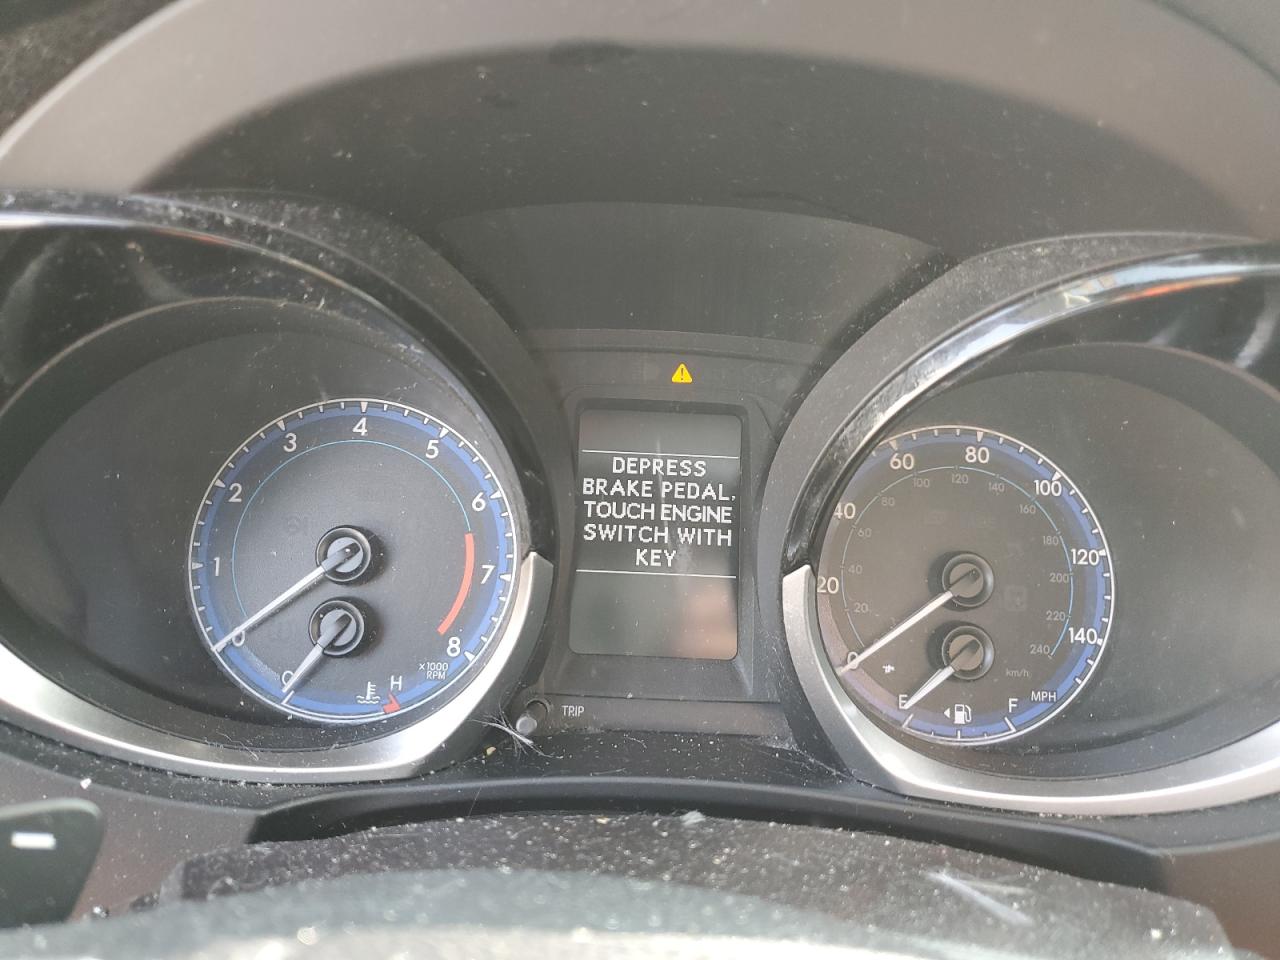 DEPRESS
BRAKE PEDAL,
TOUCH ENGINE
SWITCH WITH
KEY
0
1
2
3
4
5
6
7
8
×1000
RPM
C
H
TRIP
0
20
40
60
80
100
120
140
MPH
20
40
60
80
100
120
140
160
180
200
220
240
km/h
E
F